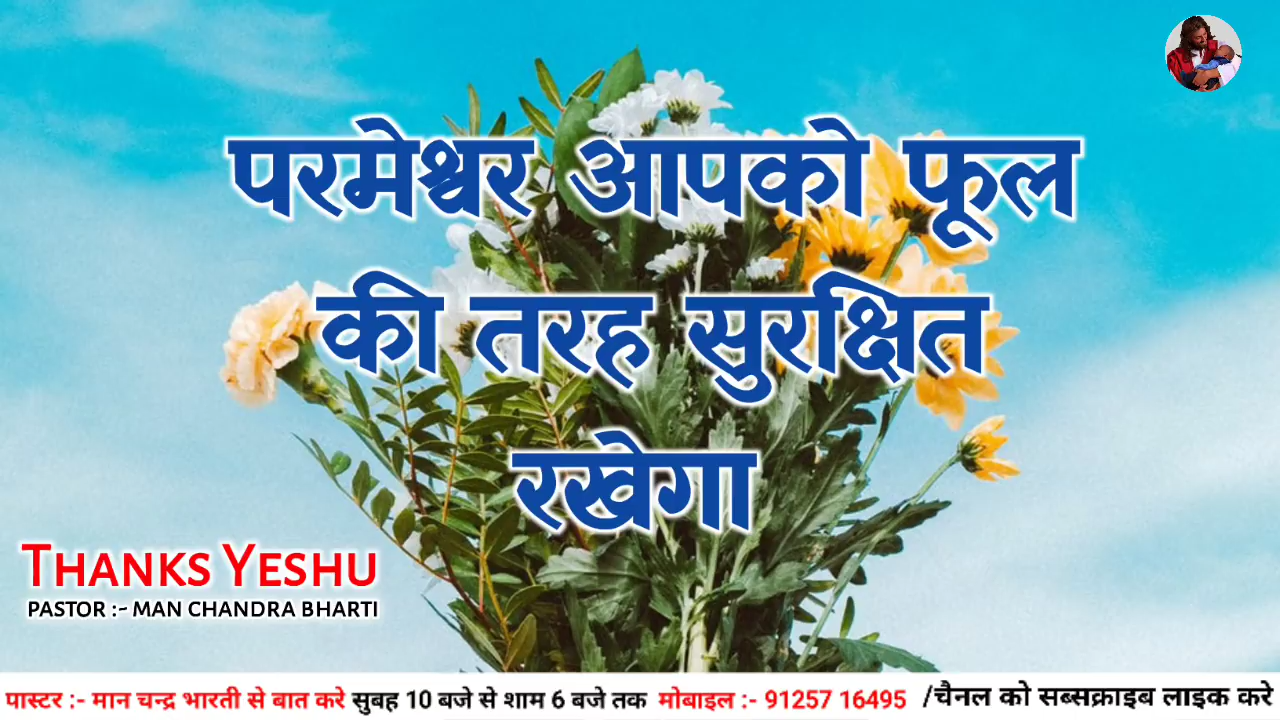 परमेश्वर आपको फूल
की तरह सुरक्षित
रखेगा
THANKS YESHU
PASTOR :- MAN CHANDRA BHARTI
पास्टर :- मान चन्द्र भारती से बात करे सुबह 10 बजे से शाम 6 बजे तक मोबाइल :- 91257 16495 /चैनल को सब्सक्राइब लाइक करे